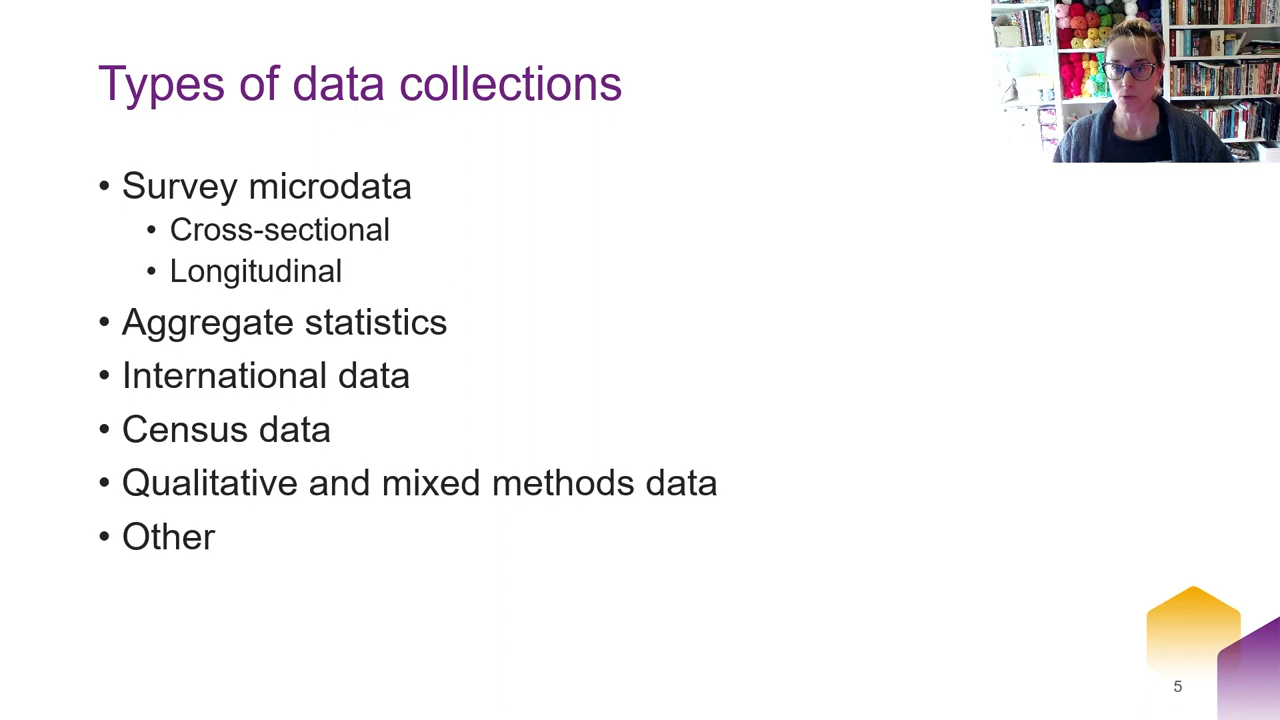 Types of data collections
• Survey microdata
• Cross-sectional
• Longitudinal
• Aggregate statistics
• International data
• Census data
• Qualitative and mixed methods data
• Other
5